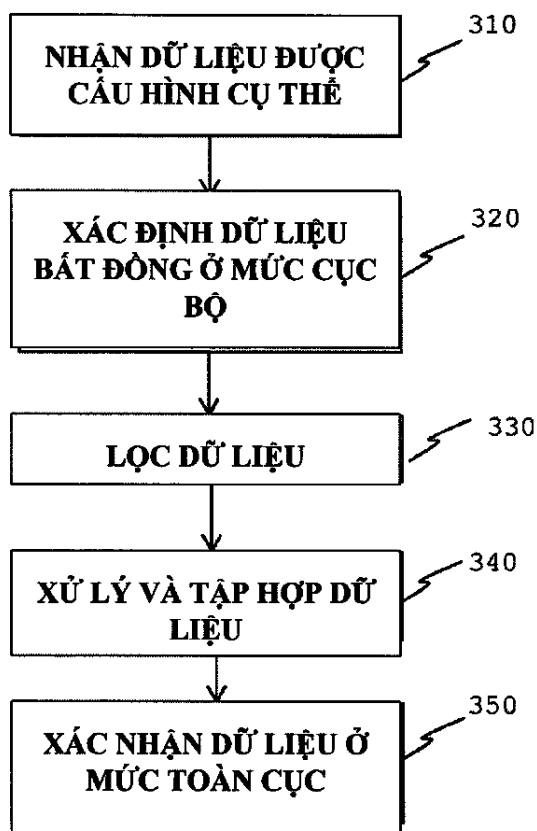 310
NHẬN DỮ LIỆU ĐƯỢC
CẤU HÌNH CỤ THỂ
320
XÁC ĐỊNH DỮ LIỆU
BẤT ĐỒNG Ở MỨC CỤC
BỘ
330
LỌC DỮ LIỆU
340
XỬ LÝ VÀ TẬP HỢP DỮ
LIỆU
350
XÁC NHẬN DỮ LIỆU Ở
MỨC TOÀN CỤC